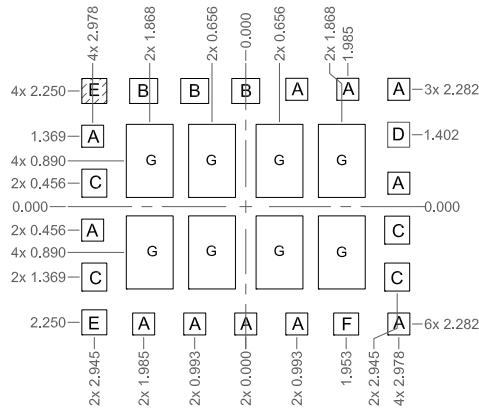 4x 2.978
2x 1.868
2x 0.656
0.000
2x 0.656
2x 1.868
1.985
4x 2.250
E
B
B
B
A
A
A
3x 2.282
1.369
A
D
1.402
4x 0.890
G
G
G
G
2x 0.456
C
A
0.000
0.000
2x 0.456
A
C
4x 0.890
G
G
G
G
2x 1.369
C
C
2.250
E
A
A
A
A
F
A
6x 2.282
2x 2.945
2x 1.985
2x 0.993
2x 0.000
2x 0.993
1.953
2x 2.945
4x 2.978